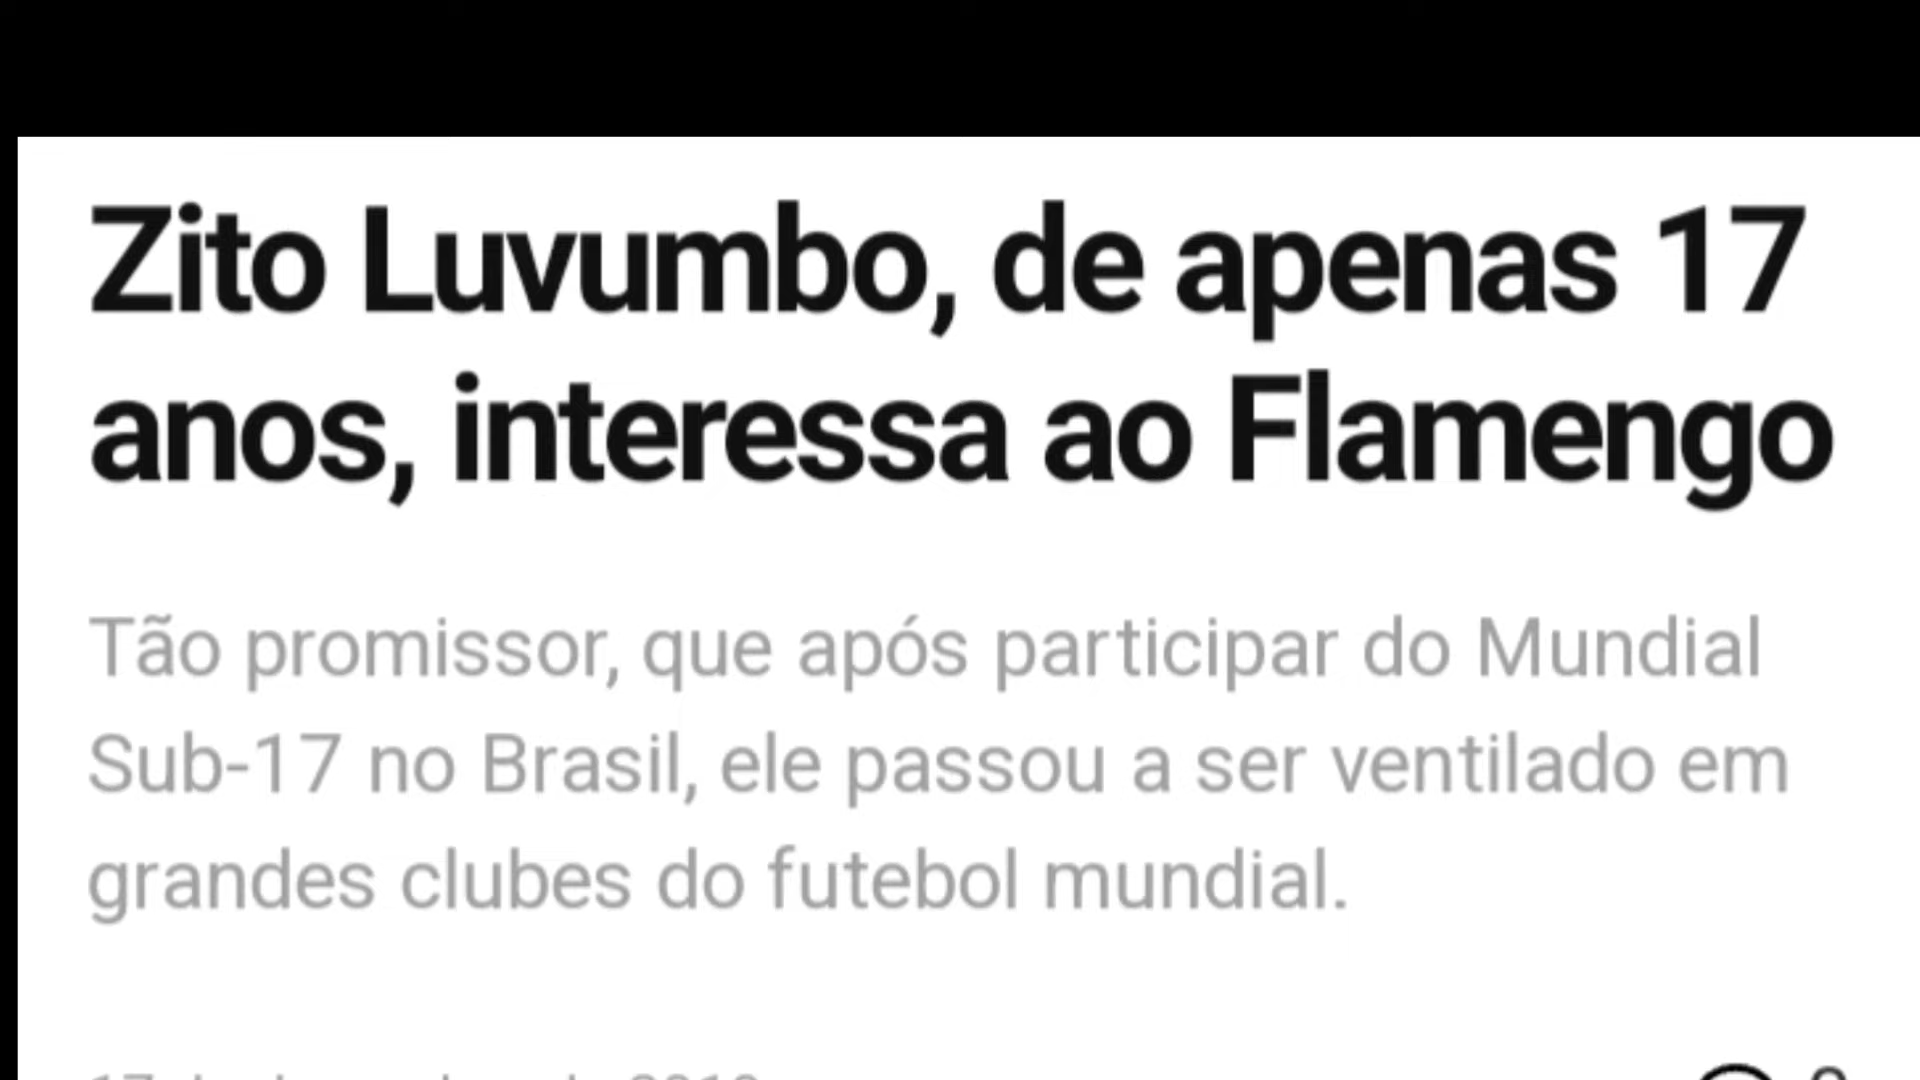 Zito Luvumbo, de apenas 17
anos, interessa ao Flamengo
Tão promissor, que após participar do Mundial
Sub-17 no Brasil, ele passou a ser ventilado em
grandes clubes do futebol mundial.